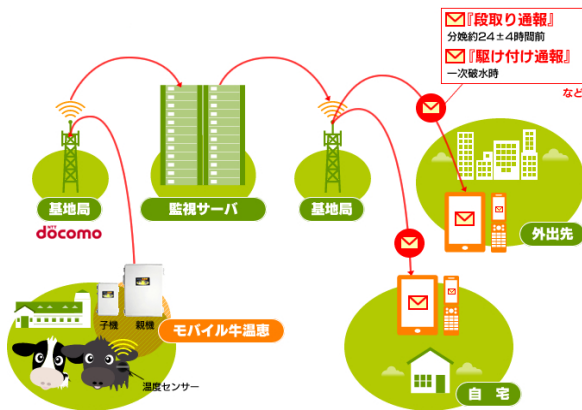 『段取り通報』
分娩約24±4時間前
『駆け付け通報』
一次破水時
など
基地局
監視サーバ
基地局
外出先
NTT
docomo
子機
親機
モバイル牛温恵
温度センサー
自宅